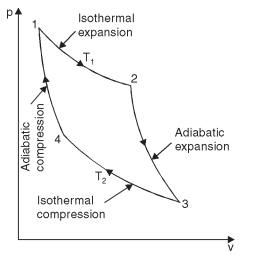 p
1
Isothermal
expansion
T1
2
Adiabatic
expansion
Adiabatic
compression
4
T2
Isothermal
compression
3
v